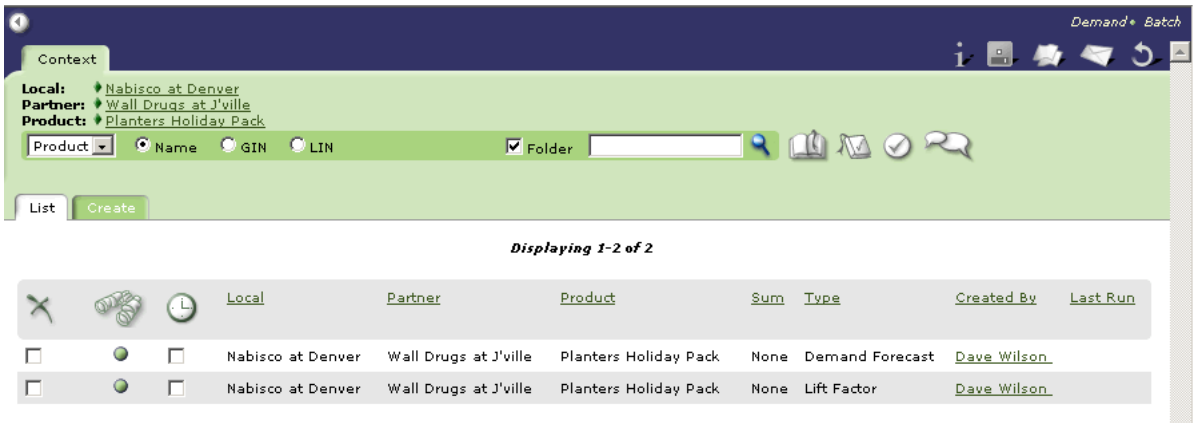 Demand • Batch
Context
Local: Nabisco at Denver
Partner: Wall Drugs at J'ville
Product: Planters Holiday Pack
Product Name GIN LIN Folder
List Create
Displaying 1-2 of 2
Local Partner Product Sum Type Created By Last Run
Nabisco at Denver Wall Drugs at J'ville Planters Holiday Pack None Demand Forecast Dave Wilson
Nabisco at Denver Wall Drugs at J'ville Planters Holiday Pack None Lift Factor Dave Wilson